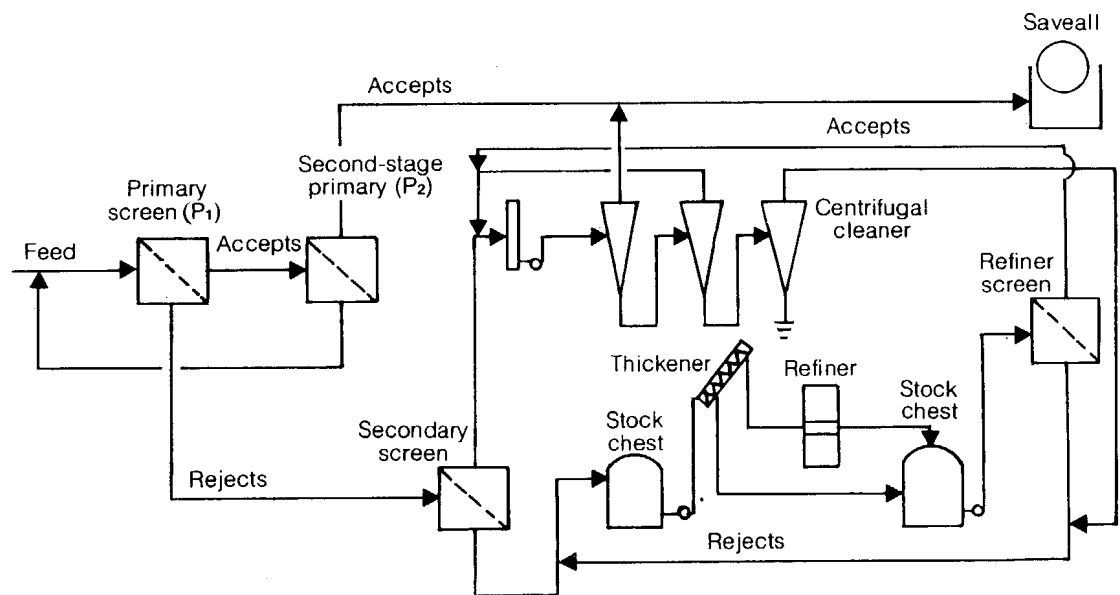 Saveall
Accepts
Accepts
Second-stage
primary (P₂)
Primary
screen (P₁)
Centrifugal
cleaner
Feed
Accepts
Refiner
screen
Thickener
Refiner
Stock
chest
Stock
chest
Secondary
screen
Rejects
Rejects